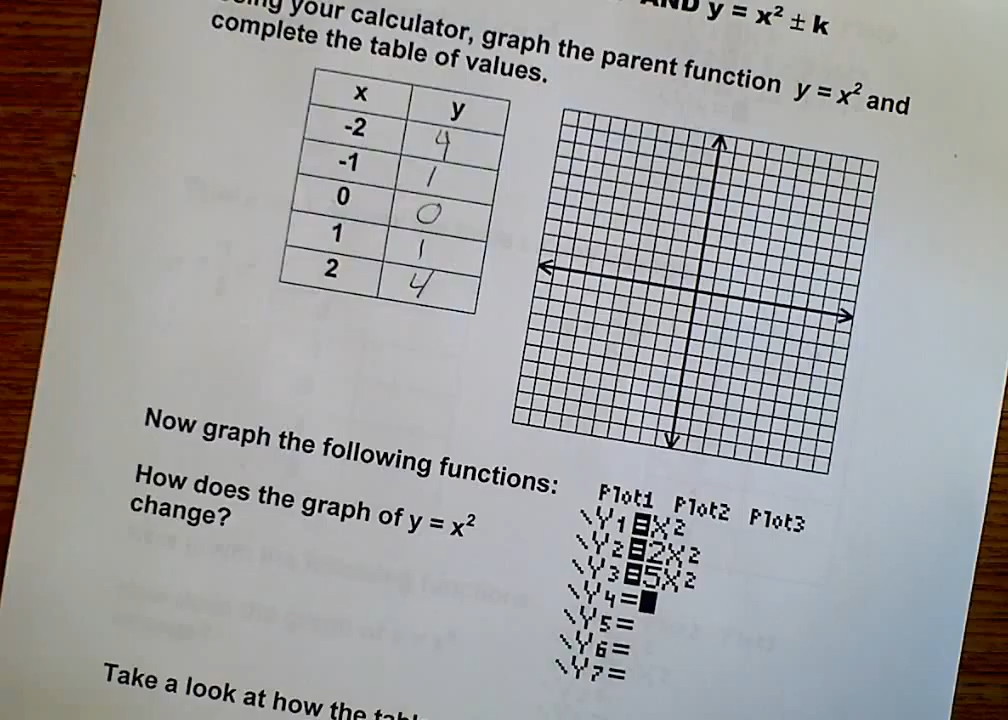 AND y = x² ± k
your calculator, graph the parent function y = x² and
complete the table of values.
x y
-2 4
-1 1
0 0
1 1
2 4
Now graph the following functions:
How does the graph of y = x²
change?
Plot1 Plot2 Plot3
\Y1=X2
\Y2=2X2
\Y3=5X2
\Y4=
\Y5=
\Y6=
\Y7=
Take a look at how the